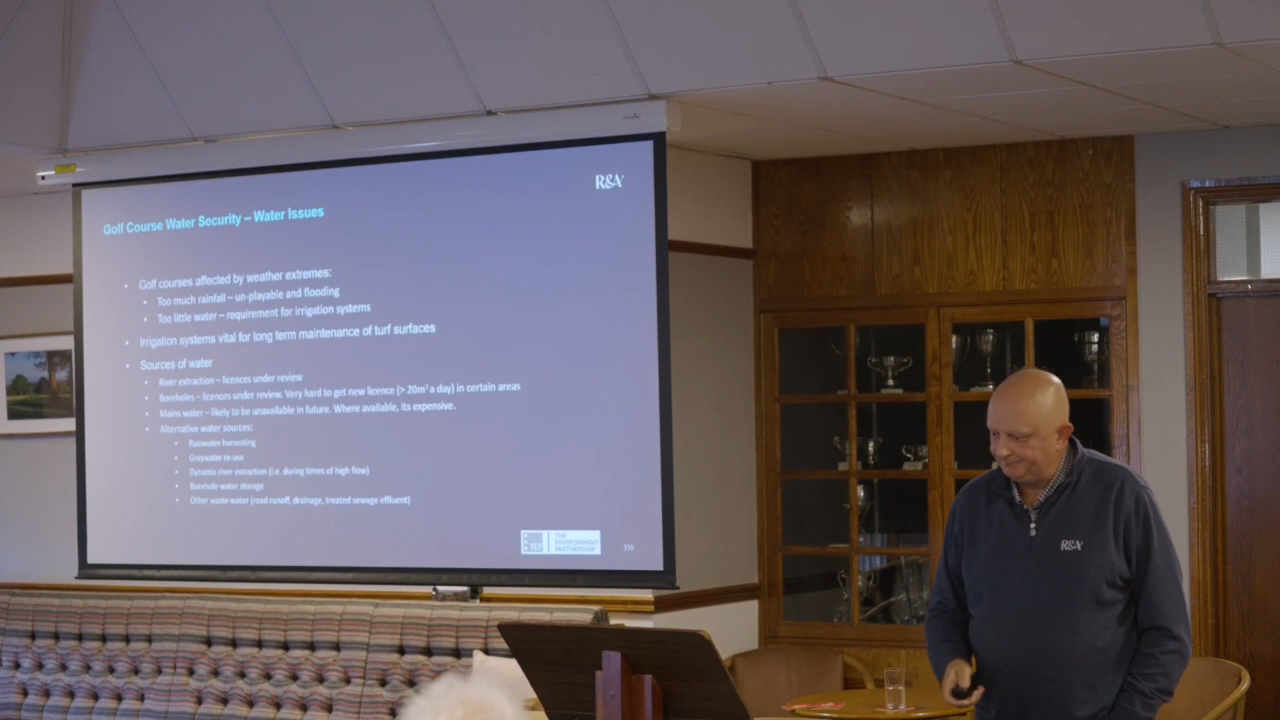 R&A
Golf Course Water Security – Water Issues
• Golf courses affected by weather extremes:
• Too much rainfall – un-playable and flooding
• Too little water – requirement for irrigation systems
• Irrigation systems vital for long term maintenance of turf surfaces
• Sources of water
• River extraction – licences under review
• Boreholes – licences under review. Very hard to get new licence (> 20m³ a day) in certain areas
• Mains water – likely to be unavailable in future. Where available, its expensive.
• Alternative water sources:
• Rainwater harvesting
• Greywater re-use
• Dynamic river extraction (i.e. during times of high flow)
• Borehole water storage
• Other waste water (road runoff, drainage, treated sewage effluent)
TEP
THE
ENVIRONMENT
PARTNERSHIP
155
R&A